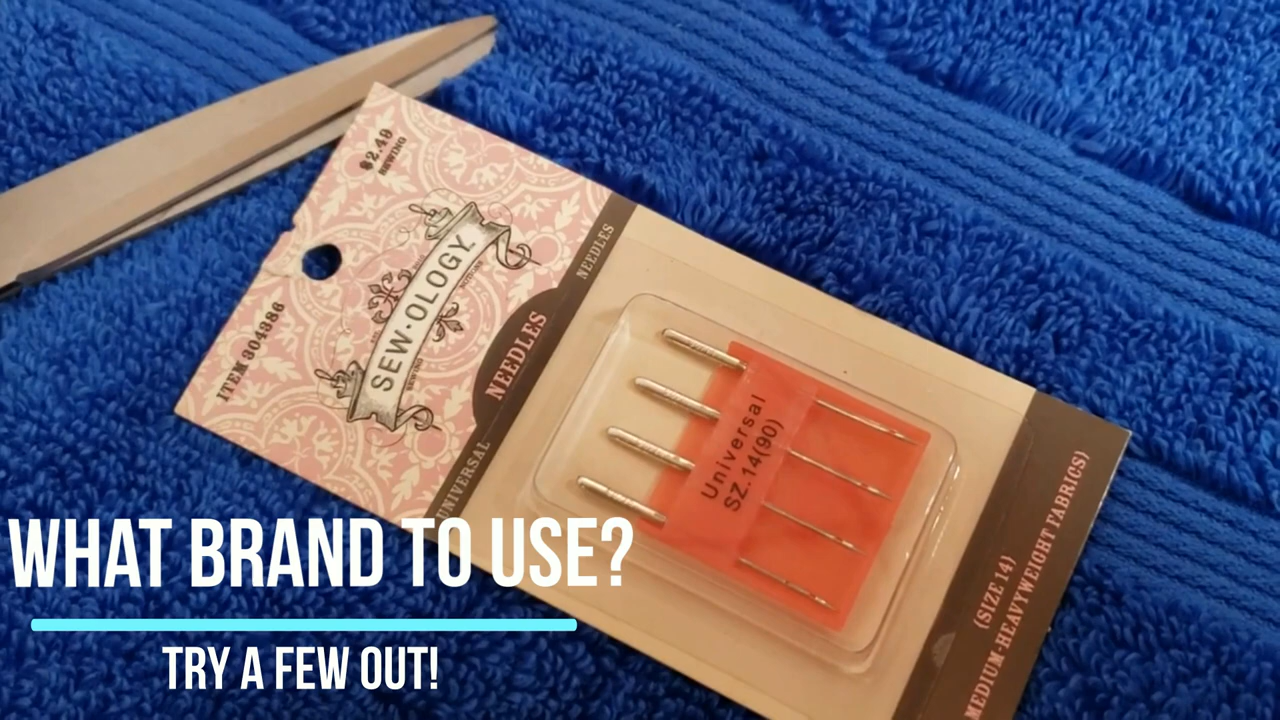 $2.49
SEWING
ITEM 304386
SEW·OLOGY
NEEDLES
UNIVERSAL
NEEDLES
Universal
SZ.14(90)
(SIZE 14)
MEDIUM-HEAVYWEIGHT FABRICS)
WHAT BRAND TO USE?
TRY A FEW OUT!